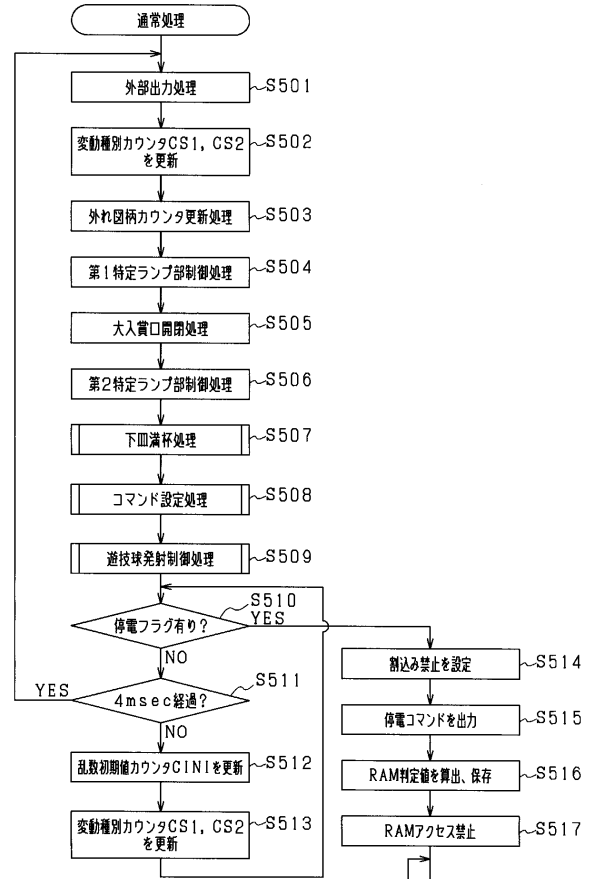 通常処理
外部出力処理
S501
変動種別カウンタCS1,CS2
を更新
S502
外れ図柄カウンタ更新処理
S503
第1特定ランプ部制御処理
S504
大入賞口開閉処理
S505
第2特定ランプ部制御処理
S506
下皿満杯処理
S507
コマンド設定処理
S508
遊技球発射制御処理
S509
停電フラグ有り?
S510
YES
NO
4msec経過?
S511
YES
NO
乱数初期値カウンタCINIを更新
S512
変動種別カウンタCS1,CS2
を更新
S513
割込み禁止を設定
S514
停電コマンドを出力
S515
RAM判定値を算出、保存
S516
RAMアクセス禁止
S517